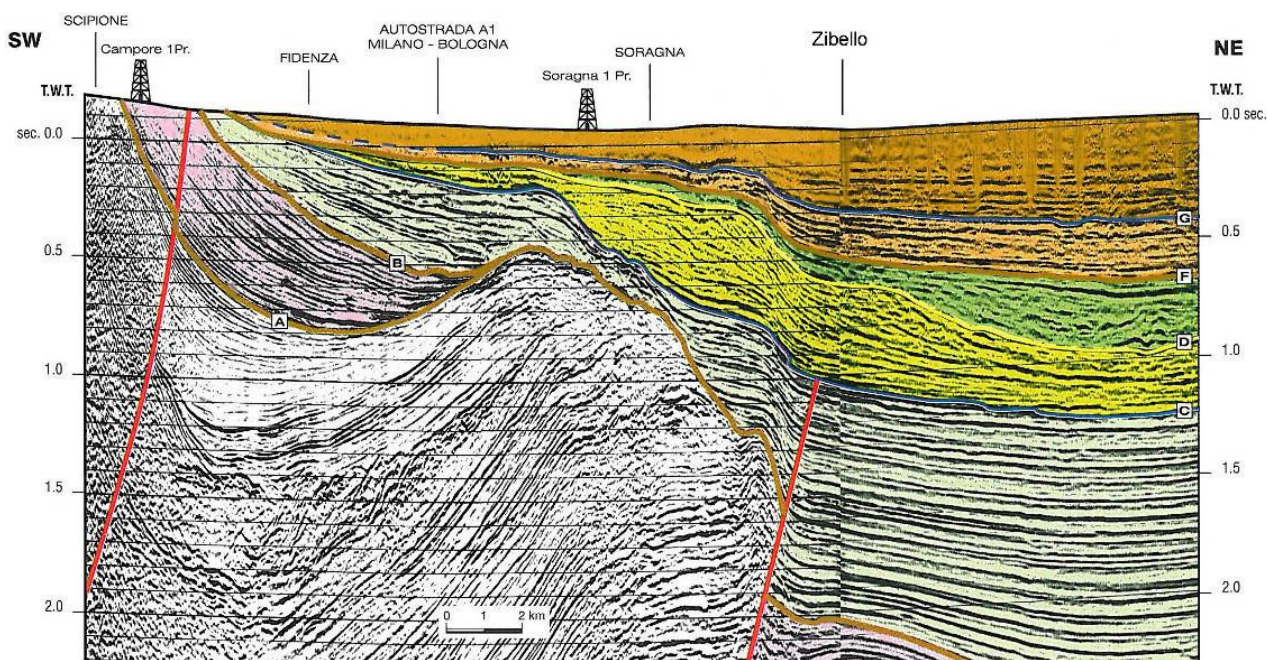 SCIPIONE
AUTOSTRADA A1
MILANO - BOLOGNA
SW
Campore 1Pr.
FIDENZA
SORAGNA
Zibello
NE
Soragna 1 Pr.
T.W.T.
T.W.T.
sec. 0.0
0.0 sec.
0.5
0.5
1.0
1.0
1.5
1.5
2.0
2.0
A
B
G
F
D
C
0 1 2 km